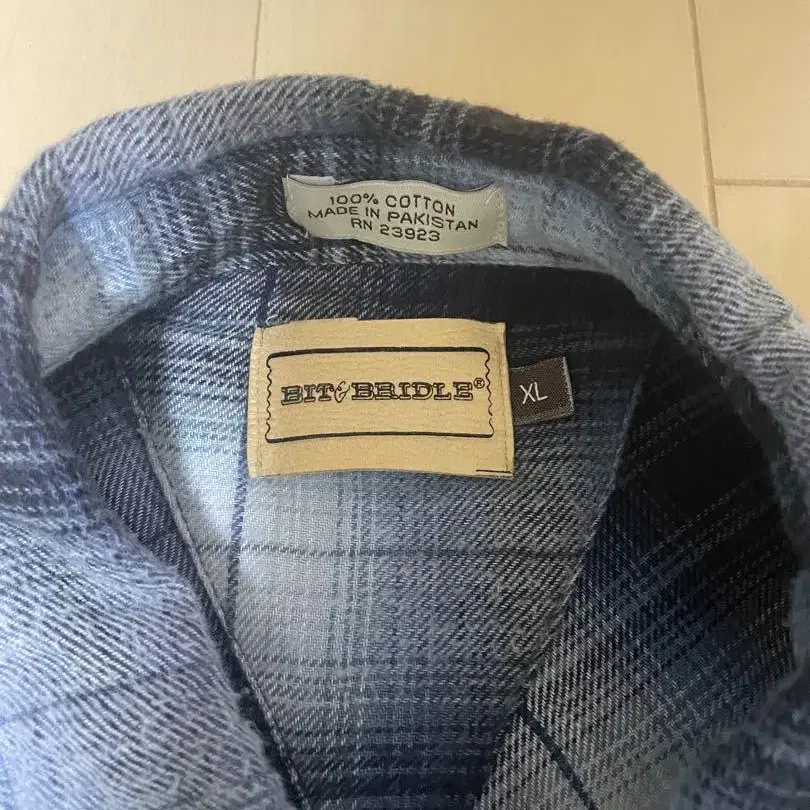 100% COTTON
MADE IN PAKISTAN
RN 23923
BIT & BRIDLE®
XL